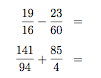 19/16 − 23/60 =
141/94 + 85/4 =